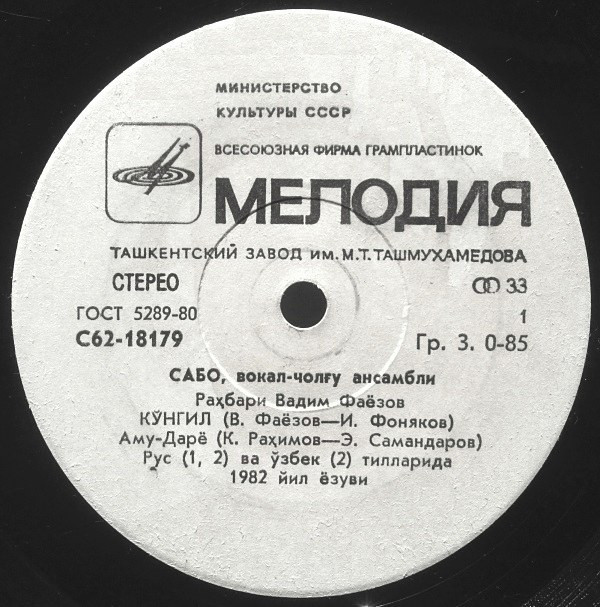 МИНИСТЕРСТВО
КУЛЬТУРЫ СССР
ВСЕСОЮЗНАЯ ФИРМА ГРАМПЛАСТИНОК
МЕЛОДИЯ
ТАШКЕНТСКИЙ ЗАВОД им. М.Т. ТАШМУХАМЕДОВА
СТЕРЕО 33
ГОСТ 5289-80 1
С62-18179 Гр. 3. 0-85
САБО, вокал-чолғу ансамбли
Раҳбари Вадим Фаёзов
КЎНГИЛ (В. Фаёзов—И. Фоняков)
Аму-Дарё (К. Раҳимов—Э. Самандаров)
Рус (1, 2) ва ўзбек (2) тилларида
1982 йил ёзуви